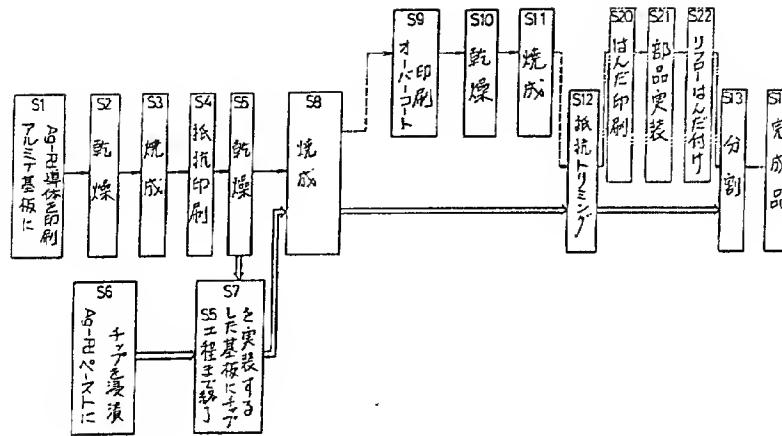 S1
アルミナ基板に
Ag-Pd導体を印刷
S2
乾燥
S3
焼成
S4
抵抗印刷
S5
乾燥
S8
焼成
S9
オーバーコート
印刷
S10
乾燥
S11
焼成
S12
抵抗トリミング
S20
はんだ印刷
S21
部品実装
S22
リフローはんだ付け
S13
分割
S1
完成品
S6
チップを浸漬
Ag-Pdペーストに
S7
S5工程まで終了
した基板にチップ
を実装する